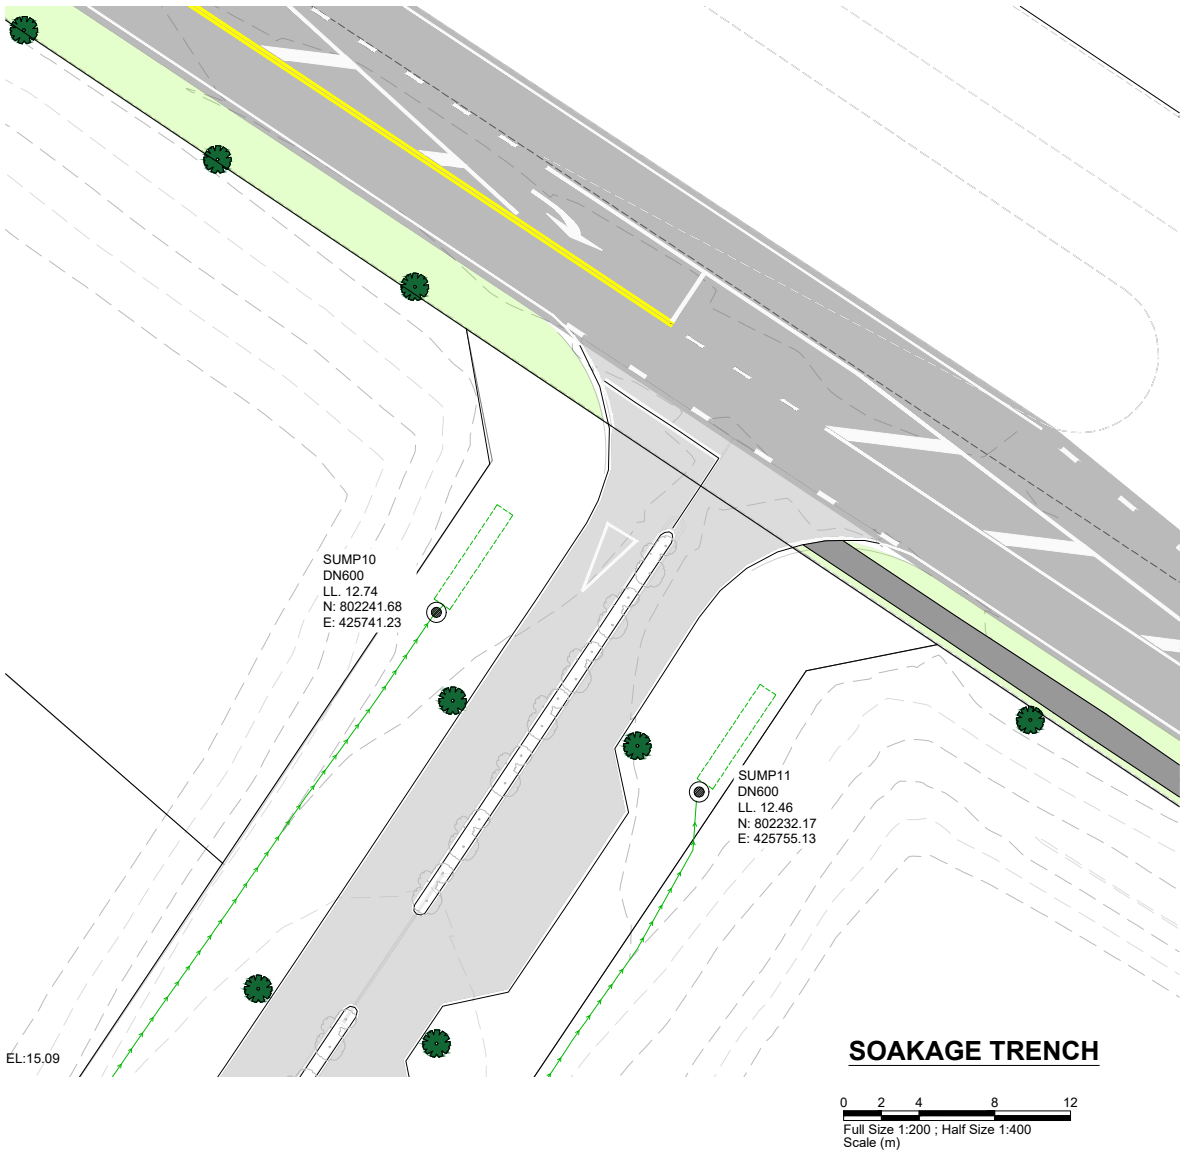 SUMP10
DN600
LL. 12.74
N: 802241.68
E: 425741.23
SUMP11
DN600
LL. 12.46
N: 802232.17
E: 425755.13
EL:15.09
SOAKAGE TRENCH
0 2 4 8 12
Full Size 1:200 ; Half Size 1:400
Scale (m)